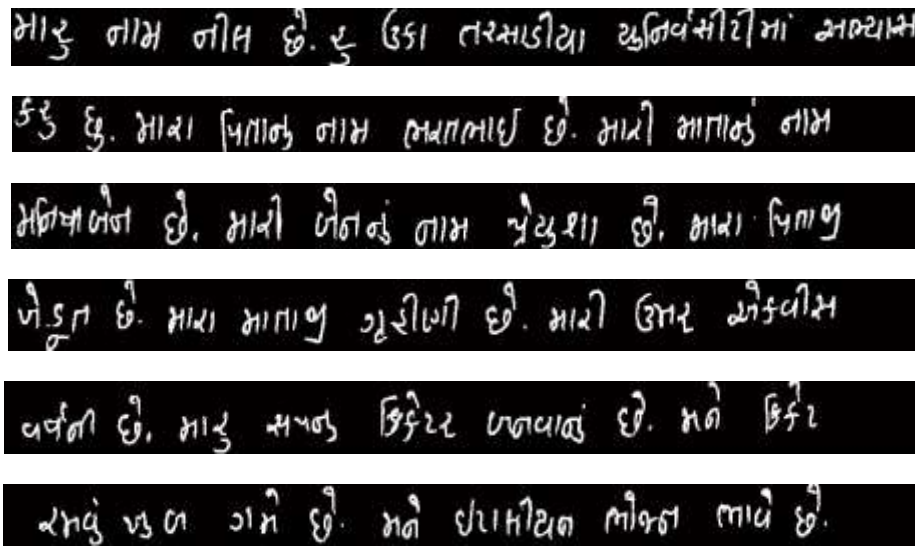 મારૂ નામ નીલ છે. હુ ઉકા તરસાડીયા યુનિવર્સીટીમાં અભ્યાસ
કરુ છુ. મારા પિતાનુ નામ ભરતભાઈ છે. મારી માતાનું નામ
મનિષાબેન છે. મારી બેનનું નામ પ્રેયુશા છે. મારા પિતાજી
ખેડૂત છે. મારા માતાજી ગૃહીણી છે. મારી ઉમર એકવીસ
વર્ષની છે. મારુ સપનુ ક્રિકેટર બનવાનું છે. મને ક્રિકેટ
રમવું ખુબ ગમે છે. મને ઇટાલીયન ભોજન ભાવે છે.